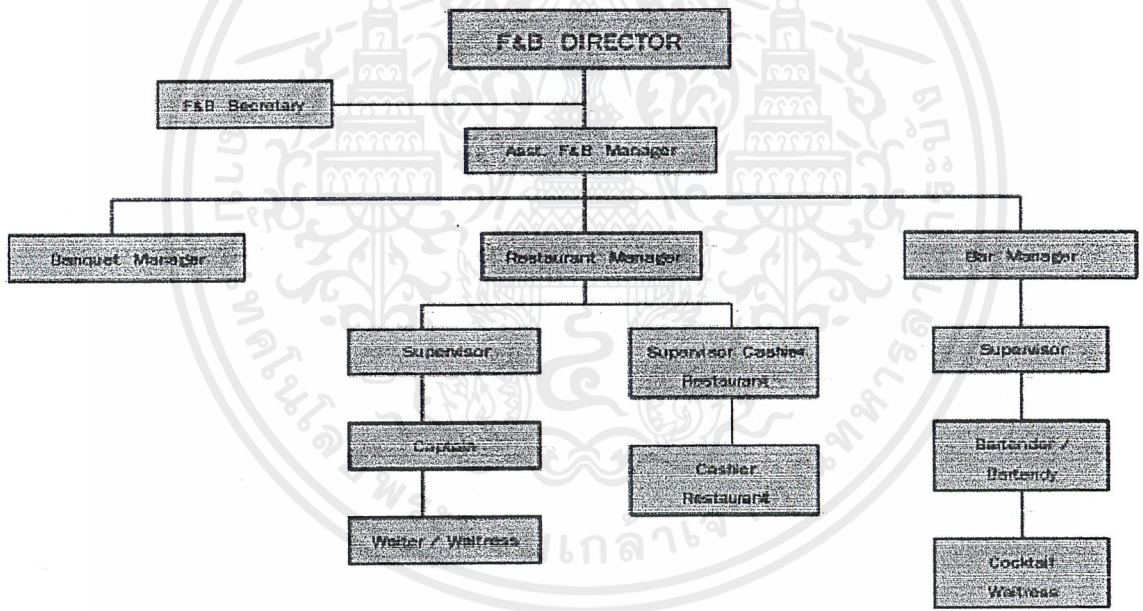 F&B DIRECTOR
F&B Secretary
Asst. F&B Manager
Banquet Manager
Restaurant Manager
Bar Manager
Supervisor
Supervisor Cashier
Restaurant
Supervisor
Captain
Cashier
Restaurant
Bartender /
Bartendy
Waiter / Waitress
Cocktail
Waitress